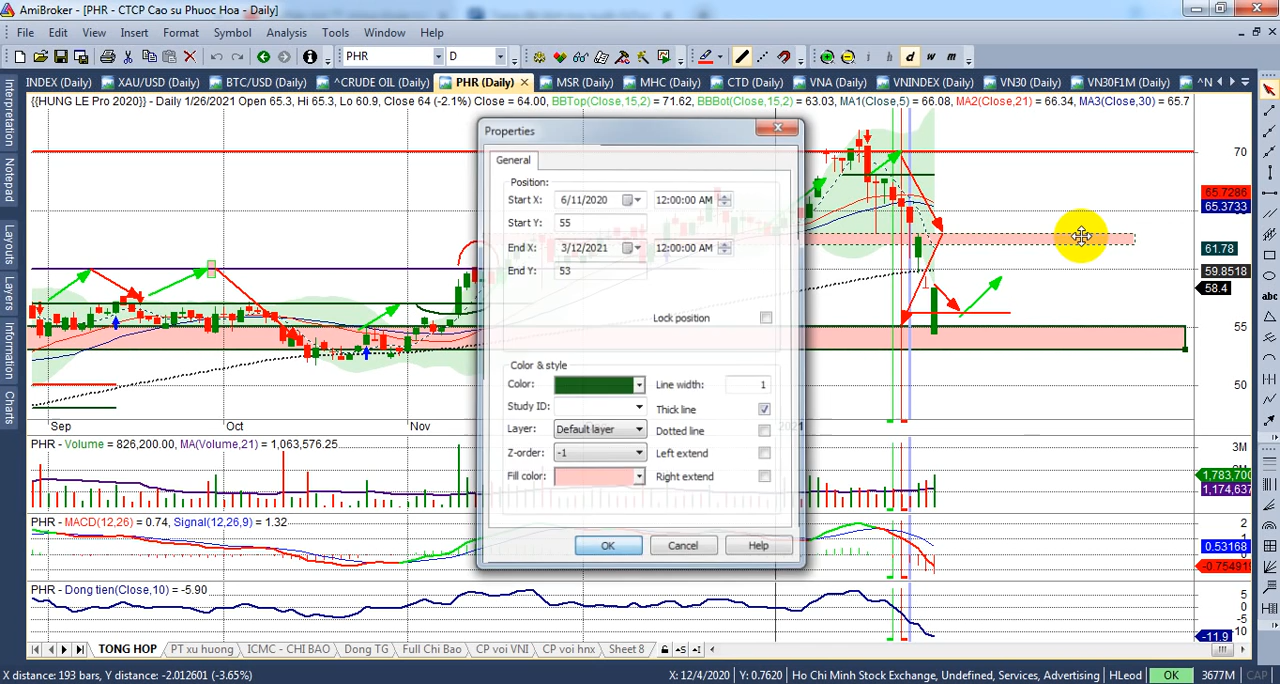 AmiBroker - [PHR - CTCP Cao su Phuoc Hoa - Daily]
File Edit View Insert Format Symbol Analysis Tools Window Help
PHR D i h d w m
INDEX (Daily) XAU/USD (Daily) BTC/USD (Daily) ^CRUDE OIL (Daily) PHR (Daily) MSR (Daily) MHC (Daily) CTD (Daily) VNA (Daily) VNINDEX (Daily) VN30 (Daily) VN30F1M (Daily) ^N
{{HUNG LE Pro 2020}} - Daily 1/26/2021 Open 65.3, Hi 65.3, Lo 60.9, Close 64 (-2.1%) Close = 64.00, BBTop(Close,15,2) = 71.62, BBBot(Close,15,2) = 63.03, MA1(Close,5) = 66.08, MA2(Close,21) = 66.34, MA3(Close,30) = 65.7
Interpretation
Notepad
Layouts
Layers
Information
Charts
Properties
General
Position:
Start X: 6/11/2020 12:00:00 AM
Start Y: 55
End X: 3/12/2021 12:00:00 AM
End Y: 53
Lock position
Color & style
Color: Line width: 1
Study ID: Thick line
Layer: Default layer Dotted line
Z-order: -1 Left extend
Fill color: Right extend
OK Cancel Help
70
65.7286
65.3733
61.78
59.8518
58.4
55
50
abc
Sep Oct Nov 2021
PHR - Volume = 826,200.00, MA(Volume,21) = 1,063,576.25
3M
1,783,700
1,174,637
PHR - MACD(12,26) = 0.74, Signal(12,26,9) = 1.32
2
1
0.53168
-0.754919
PHR - Dong tien(Close,10) = -5.90
5
0
-5
-10
-11.9
TONG HOP PT xu huong ICMC - CHI BAO Dong TG Full Chi Bao CP voi VNI CP voi hnx Sheet 8
X distance: 193 bars, Y distance: -2.012601 (-3.65%) X: 12/4/2020 Y: 0.7620 Ho Chi Minh Stock Exchange, Undefined, Services, Advertising HLeod OK 3677M CAP